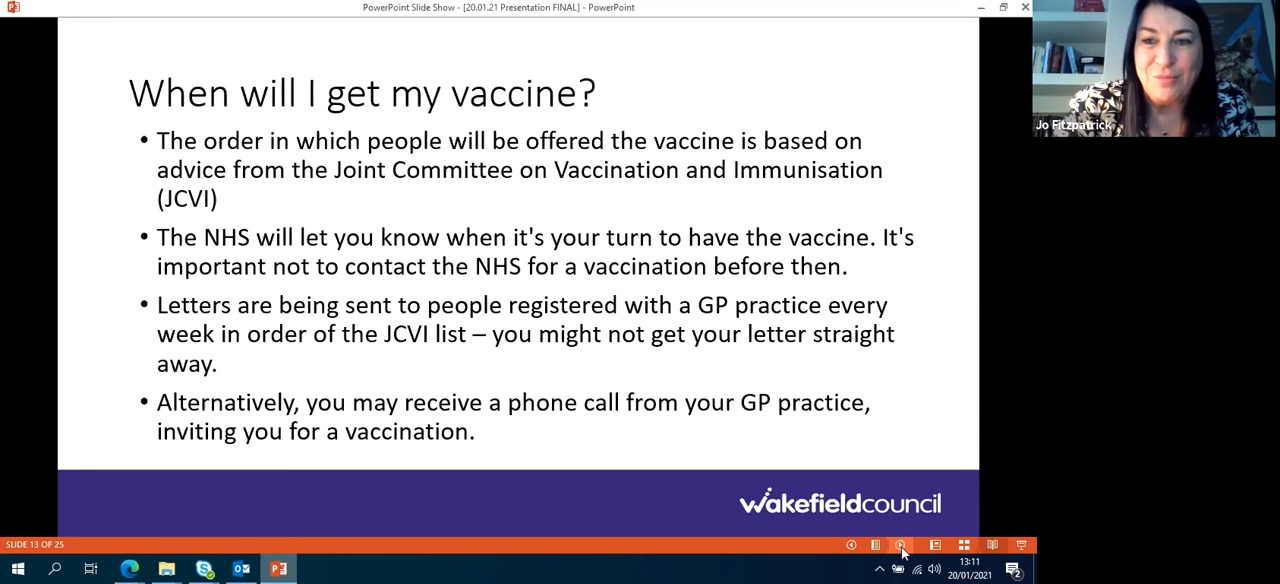 PowerPoint Slide Show - [20.01.21 Presentation FINAL] - PowerPoint
When will I get my vaccine?
• The order in which people will be offered the vaccine is based on
advice from the Joint Committee on Vaccination and Immunisation
(JCVI)
• The NHS will let you know when it's your turn to have the vaccine. It's
important not to contact the NHS for a vaccination before then.
• Letters are being sent to people registered with a GP practice every
week in order of the JCVI list – you might not get your letter straight
away.
• Alternatively, you may receive a phone call from your GP practice,
inviting you for a vaccination.
wakefieldcouncil
Jo Fitzpatrick
SLIDE 13 OF 25
13:11
20/01/2021
2